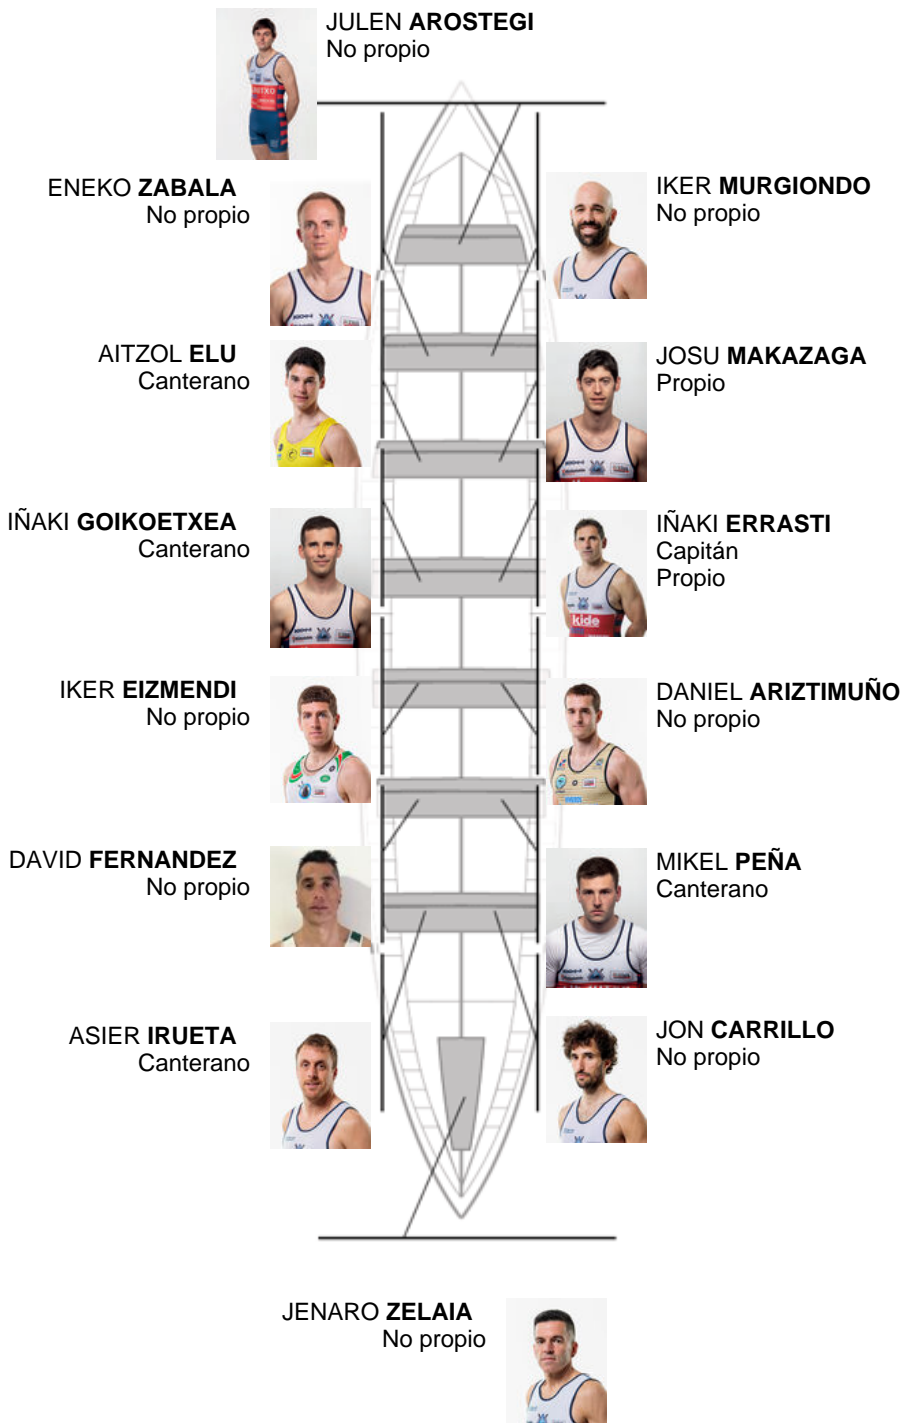 JULEN AROSTEGI
No propio
ENEKO ZABALA
No propio
IKER MURGIONDO
No propio
AITZOL ELU
Canterano
JOSU MAKAZAGA
Propio
IÑAKI GOIKOETXEA
Canterano
IÑAKI ERRASTI
Capitán
Propio
kide
IKER EIZMENDI
No propio
DANIEL ARIZTIMUÑO
No propio
DAVID FERNANDEZ
No propio
MIKEL PEÑA
Canterano
ASIER IRUETA
Canterano
JON CARRILLO
No propio
JENARO ZELAIA
No propio